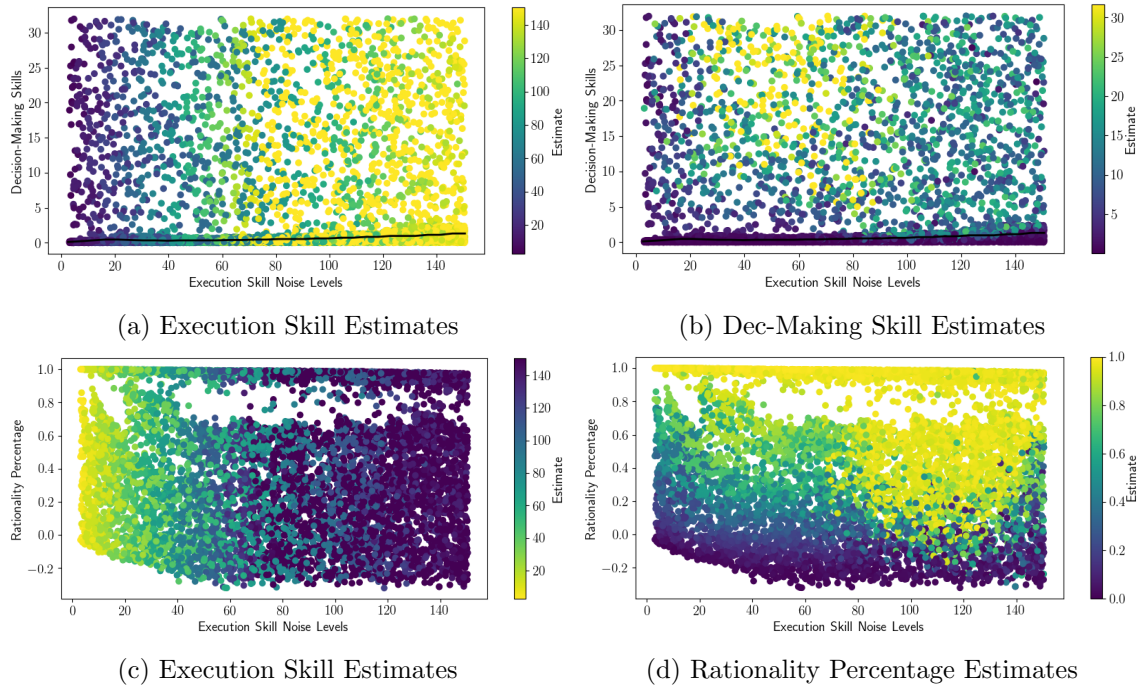 30
25
20
15
10
5
0
Decision-Making Skills
0 20 40 60 80 100 120 140
Execution Skill Noise Levels
140
120
100
80
60
40
20
Estimate
(a) Execution Skill Estimates
30
25
20
15
10
5
0
Decision-Making Skills
0 20 40 60 80 100 120 140
Execution Skill Noise Levels
30
25
20
15
10
5
Estimate
(b) Dec-Making Skill Estimates
1.0
0.8
0.6
0.4
0.2
0.0
−0.2
Rationality Percentage
0 20 40 60 80 100 120 140
Execution Skill Noise Levels
140
120
100
80
60
40
20
Estimate
(c) Execution Skill Estimates
1.0
0.8
0.6
0.4
0.2
0.0
−0.2
Rationality Percentage
0 20 40 60 80 100 120 140
Execution Skill Noise Levels
1.0
0.8
0.6
0.4
0.2
0.0
Estimate
(d) Rationality Percentage Estimates